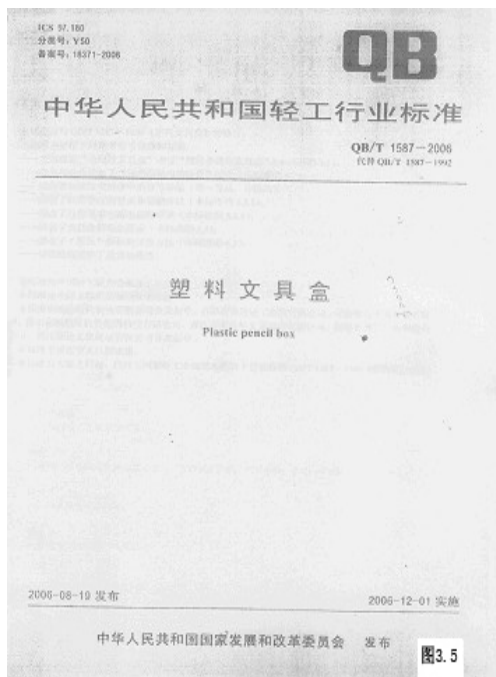 ICS 97.180
分类号：Y50
备案号：18371-2006
QB
中华人民共和国轻工行业标准
QB/T 1587－2006
代替 QB/T 1587－1992
塑料文具盒
Plastic pencil box
2006-08-19 发布
2006-12-01 实施
中华人民共和国国家发展和改革委员会 发布
图3.5